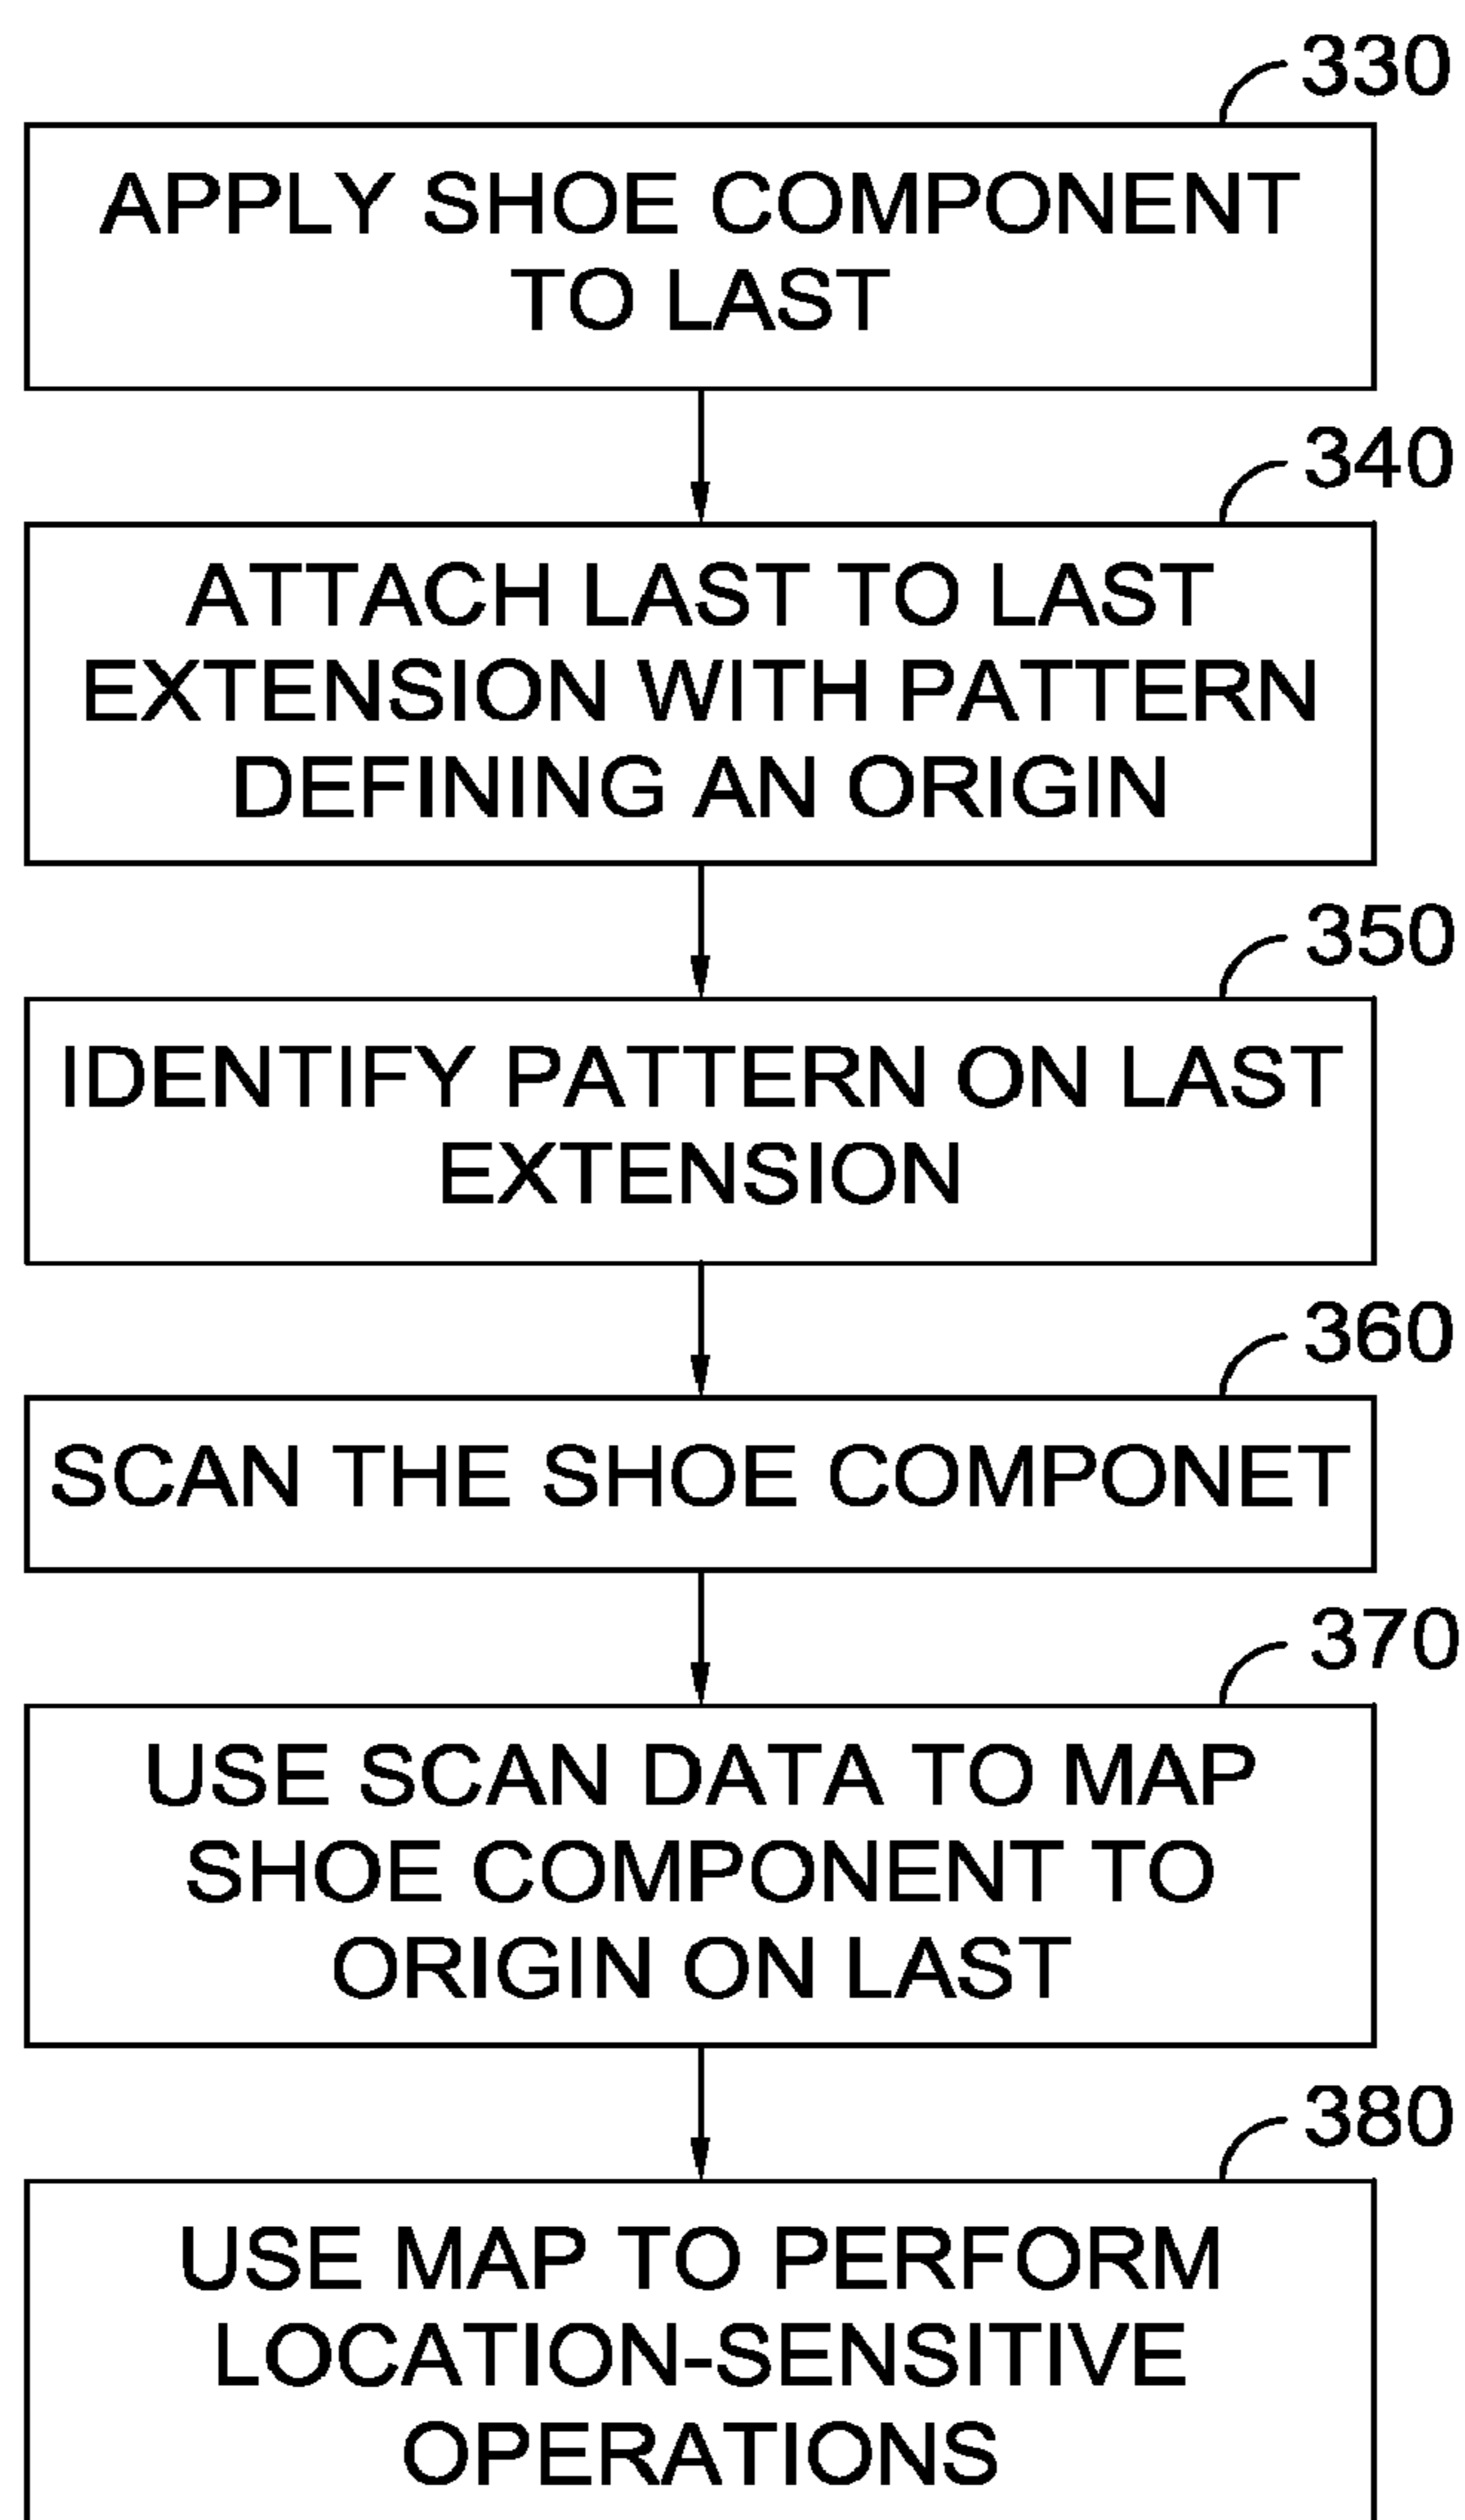 330
APPLY SHOE COMPONENT
TO LAST
340
ATTACH LAST TO LAST
EXTENSION WITH PATTERN
DEFINING AN ORIGIN
350
IDENTIFY PATTERN ON LAST
EXTENSION
360
SCAN THE SHOE COMPONET
370
USE SCAN DATA TO MAP
SHOE COMPONENT TO
ORIGIN ON LAST
380
USE MAP TO PERFORM
LOCATION-SENSITIVE
OPERATIONS